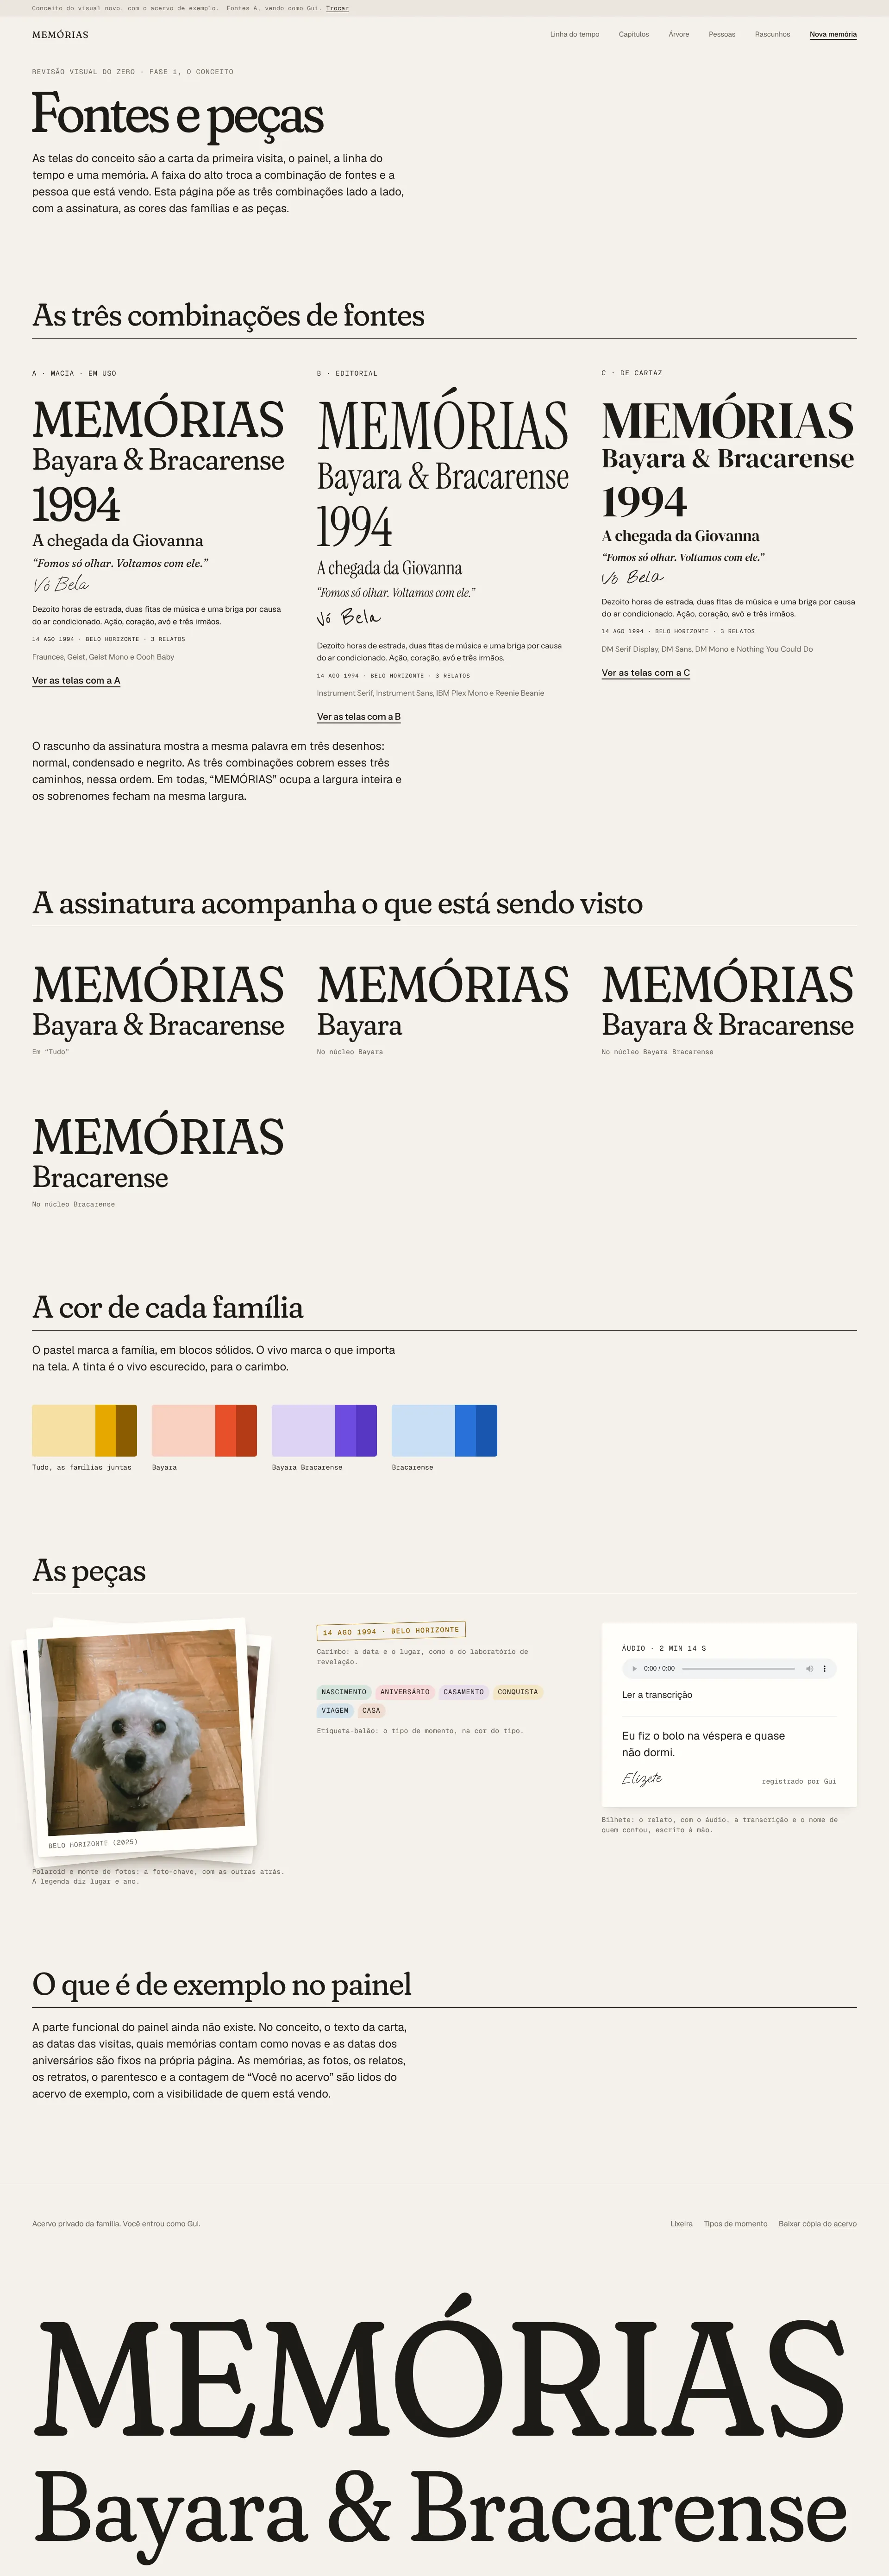 Conceito do visual novo, com o acervo de exemplo. Fontes A, vendo como Gui. Trocar
MEMÓRIAS
Linha do tempo Capítulos Árvore Pessoas Rascunhos Nova memória
REVISÃO VISUAL DO ZERO · FASE 1, O CONCEITO
Fontes e peças
As telas do conceito são a carta da primeira visita, o painel, a linha do
tempo e uma memória. A faixa do alto troca a combinação de fontes e a
pessoa que está vendo. Esta página põe as três combinações lado a lado,
com a assinatura, as cores das famílias e as peças.
As três combinações de fontes
A · MACIA · EM USO
MEMÓRIAS
Bayara & Bracarense
1994
A chegada da Giovanna
“Fomos só olhar. Voltamos com ele.”
Vó Bela
Dezoito horas de estrada, duas fitas de música e uma briga por causa
do ar condicionado. Ação, coração, avó e três irmãos.
14 AGO 1994 · BELO HORIZONTE · 3 RELATOS
Fraunces, Geist, Geist Mono e Oooh Baby
Ver as telas com a A
B · EDITORIAL
MEMÓRIAS
Bayara & Bracarense
1994
A chegada da Giovanna
“Fomos só olhar. Voltamos com ele.”
Vó Bela
Dezoito horas de estrada, duas fitas de música e uma briga por causa
do ar condicionado. Ação, coração, avó e três irmãos.
14 AGO 1994 · BELO HORIZONTE · 3 RELATOS
Instrument Serif, Instrument Sans, IBM Plex Mono e Reenie Beanie
Ver as telas com a B
C · DE CARTAZ
MEMÓRIAS
Bayara & Bracarense
1994
A chegada da Giovanna
“Fomos só olhar. Voltamos com ele.”
Vó Bela
Dezoito horas de estrada, duas fitas de música e uma briga por causa
do ar condicionado. Ação, coração, avó e três irmãos.
14 AGO 1994 · BELO HORIZONTE · 3 RELATOS
DM Serif Display, DM Sans, DM Mono e Nothing You Could Do
Ver as telas com a C
O rascunho da assinatura mostra a mesma palavra em três desenhos:
normal, condensado e negrito. As três combinações cobrem esses três
caminhos, nessa ordem. Em todas, “MEMÓRIAS” ocupa a largura inteira e
os sobrenomes fecham na mesma largura.
A assinatura acompanha o que está sendo visto
MEMÓRIAS
Bayara & Bracarense
Em “Tudo”
MEMÓRIAS
Bayara
No núcleo Bayara
MEMÓRIAS
Bayara & Bracarense
No núcleo Bayara Bracarense
MEMÓRIAS
Bracarense
No núcleo Bracarense
A cor de cada família
O pastel marca a família, em blocos sólidos. O vivo marca o que importa
na tela. A tinta é o vivo escurecido, para o carimbo.
Tudo, as famílias juntas
Bayara
Bayara Bracarense
Bracarense
As peças
BELO HORIZONTE (2025)
Polaroid e monte de fotos: a foto-chave, com as outras atrás.
A legenda diz lugar e ano.
14 AGO 1994 · BELO HORIZONTE
Carimbo: a data e o lugar, como o do laboratório de
revelação.
NASCIMENTO ANIVERSÁRIO CASAMENTO CONQUISTA
VIAGEM CASA
Etiqueta-balão: o tipo de momento, na cor do tipo.
ÁUDIO · 2 MIN 14 S
0:00 / 0:00
Ler a transcrição
Eu fiz o bolo na véspera e quase
não dormi.
Elizete
registrado por Gui
Bilhete: o relato, com o áudio, a transcrição e o nome de
quem contou, escrito à mão.
O que é de exemplo no painel
A parte funcional do painel ainda não existe. No conceito, o texto da carta,
as datas das visitas, quais memórias contam como novas e as datas dos
aniversários são fixos na própria página. As memórias, as fotos, os relatos,
os retratos, o parentesco e a contagem de “Você no acervo” são lidos do
acervo de exemplo, com a visibilidade de quem está vendo.
Acervo privado da família. Você entrou como Gui.
Lixeira Tipos de momento Baixar cópia do acervo
MEMÓRIAS
Bayara & Bracarense